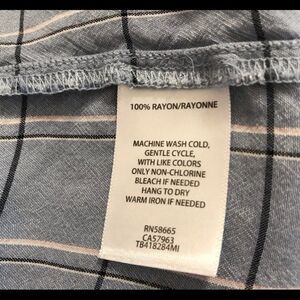 100% RAYON/RAYONNE
MACHINE WASH COLD,
GENTLE CYCLE,
WITH LIKE COLORS
ONLY NON-CHLORINE
BLEACH IF NEEDED
HANG TO DRY
WARM IRON IF NEEDED
RN58665
CA57963
TB418284MI